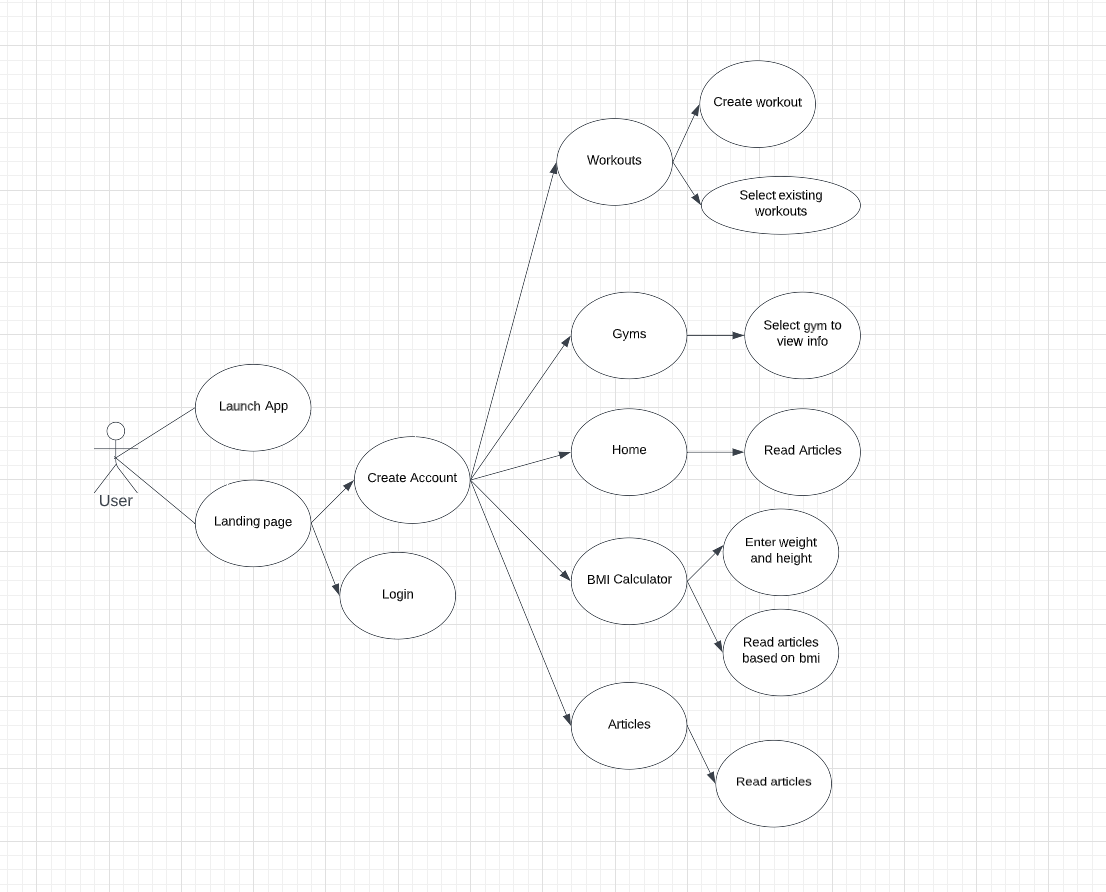 Create workout
Workouts
Select existing
workouts
Gyms
Select gym to
view info
Launch App
Home
Read Articles
User
Create Account
Landing page
Enter weight
and height
BMI Calculator
Login
Read articles
based on bmi
Articles
Read articles